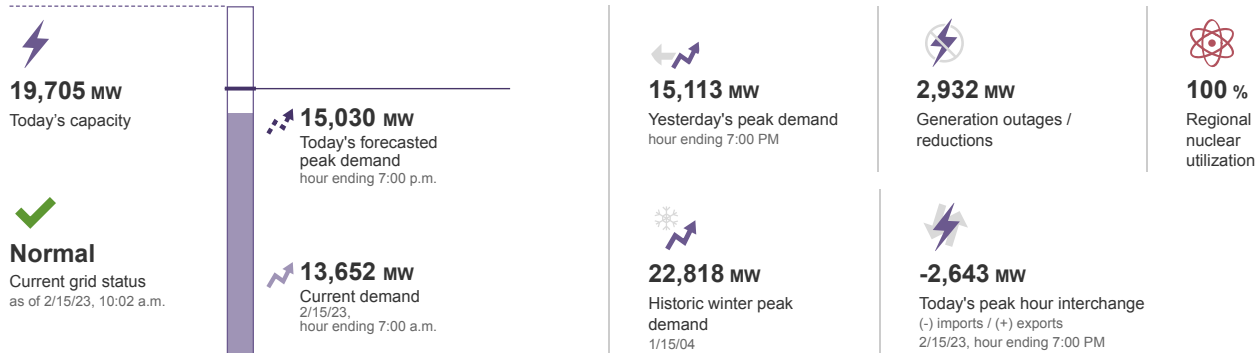 19,705 MW
Today's capacity
Normal
Current grid status
as of 2/15/23, 10:02 a.m.
15,030 MW
Today's forecasted
peak demand
hour ending 7:00 p.m.
13,652 MW
Current demand
2/15/23,
hour ending 7:00 a.m.
15,113 MW
Yesterday's peak demand
hour ending 7:00 PM
2,932 MW
Generation outages /
reductions
100 %
Regional
nuclear
utilization
22,818 MW
Historic winter peak
demand
1/15/04
-2,643 MW
Today's peak hour interchange
(-) imports / (+) exports
2/15/23, hour ending 7:00 PM